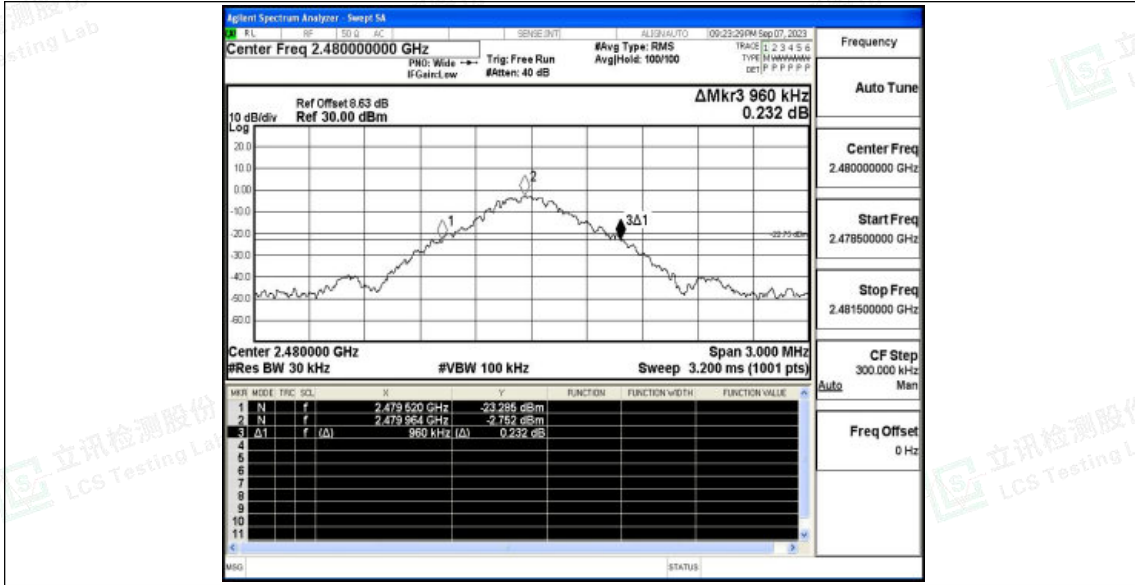 Agilent Spectrum Analyzer - Swept SA
RL RF 50 Ω AC SENSE:INT ALIGNAUTO 09:23:29 PM Sep 07, 2023
Center Freq 2.480000000 GHz
PNO: Wide Trig: Free Run #Avg Type: RMS TRACE 1 2 3 4 5 6
IFGain:Low #Atten: 40 dB Avg|Hold: 100/100 TYPE M WWWWW
DET P P P P P P
ΔMkr3 960 kHz
0.232 dB
Ref Offset 8.63 dB
10 dB/div Ref 30.00 dBm
Log
20.0
10.0
0.00
-10.0
-20.0
-30.0
-40.0
-50.0
-60.0
1
2
3Δ1
Center 2.480000 GHz Span 3.000 MHz
#Res BW 30 kHz #VBW 100 kHz Sweep 3.200 ms (1001 pts)
MKR MODE TRC SCL X Y FUNCTION FUNCTION WIDTH FUNCTION VALUE
1 N f 2.479 520 GHz -23.285 dBm
2 N f 2.479 964 GHz -2.752 dBm
3 Δ1 f (Δ) 960 kHz (Δ) 0.232 dB
4
5
6
7
8
9
10
11
MSG STATUS
Frequency
Auto Tune
Center Freq
2.480000000 GHz
Start Freq
2.478500000 GHz
Stop Freq
2.481500000 GHz
CF Step
300.000 kHz
Auto Man
Freq Offset
0 Hz
立讯检测股份
LCS Testing Lab